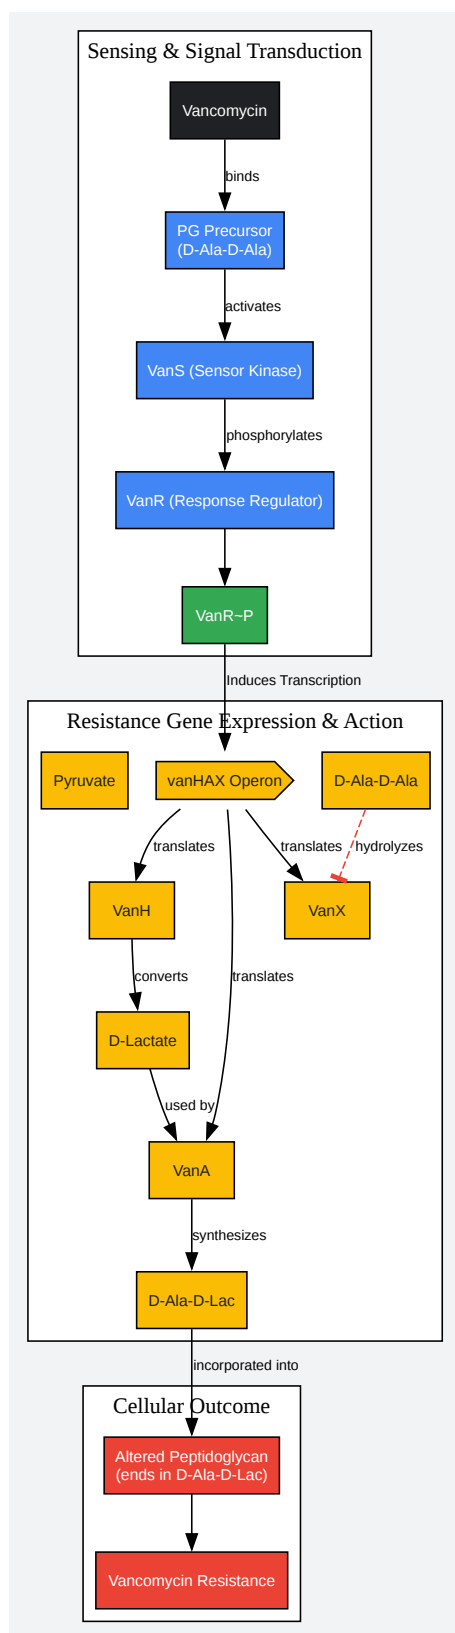 Sensing & Signal Transduction
Vancomycin
binds
PG Precursor
(D-Ala-D-Ala)
activates
VanS (Sensor Kinase)
phosphorylates
VanR (Response Regulator)
VanR~P
Induces Transcription
Resistance Gene Expression & Action
Pyruvate
vanHAX Operon
D-Ala-D-Ala
translates
translates
hydrolyzes
VanH
VanX
converts
translates
D-Lactate
used by
VanA
synthesizes
D-Ala-D-Lac
incorporated into
Cellular Outcome
Altered Peptidoglycan
(ends in D-Ala-D-Lac)
Vancomycin Resistance